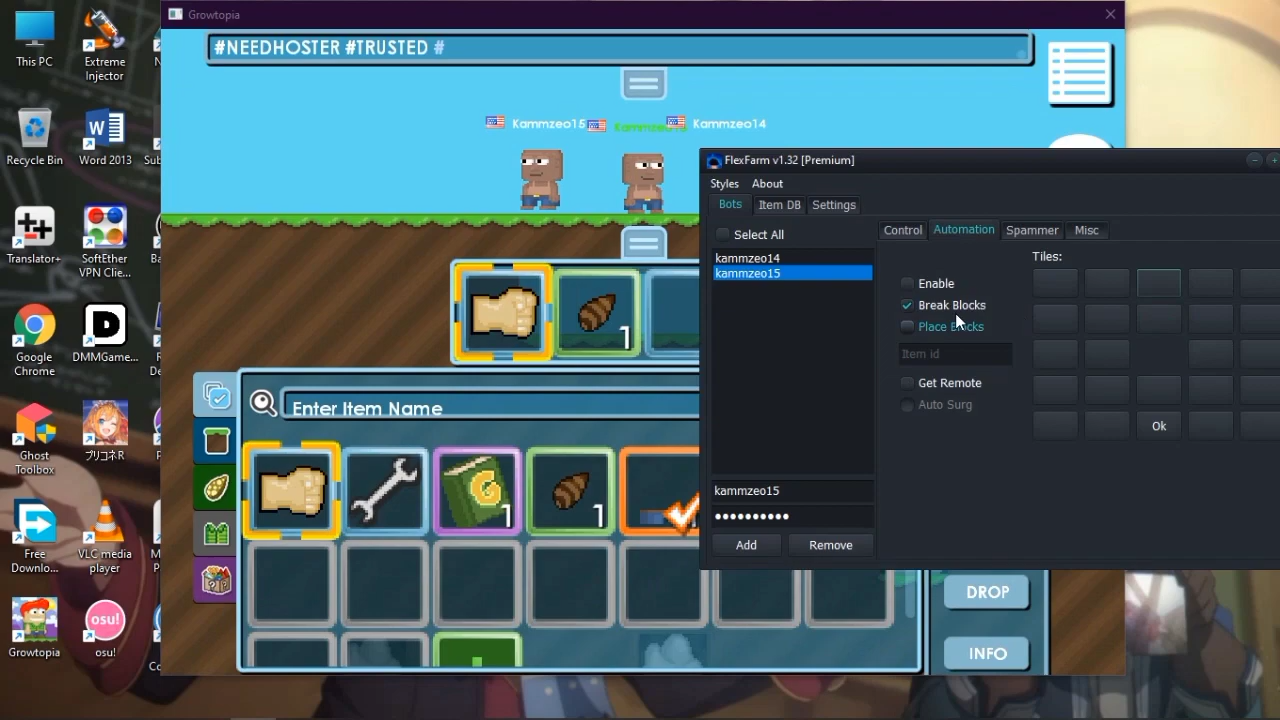 Growtopia
#NEEDHOSTER #TRUSTED #
Kammzeo15
Kammzeo14
This PC
Extreme
Injector
Recycle Bin
Word 2013
Translator+
SoftEther
VPN Clie...
Google
Chrome
DMMGame...
Ghost
Toolbox
プリコネR
Free
Downlo...
VLC media
player
Growtopia
osu!
1
Enter Item Name
1
1
DROP
INFO
FlexFarm v1.32 [Premium]
Styles About
Bots Item DB Settings
Select All
kammzeo14
kammzeo15
kammzeo15
Add Remove
Control Automation Spammer Misc
Enable
Break Blocks
Place Blocks
Item id
Get Remote
Auto Surg
Tiles:
Ok